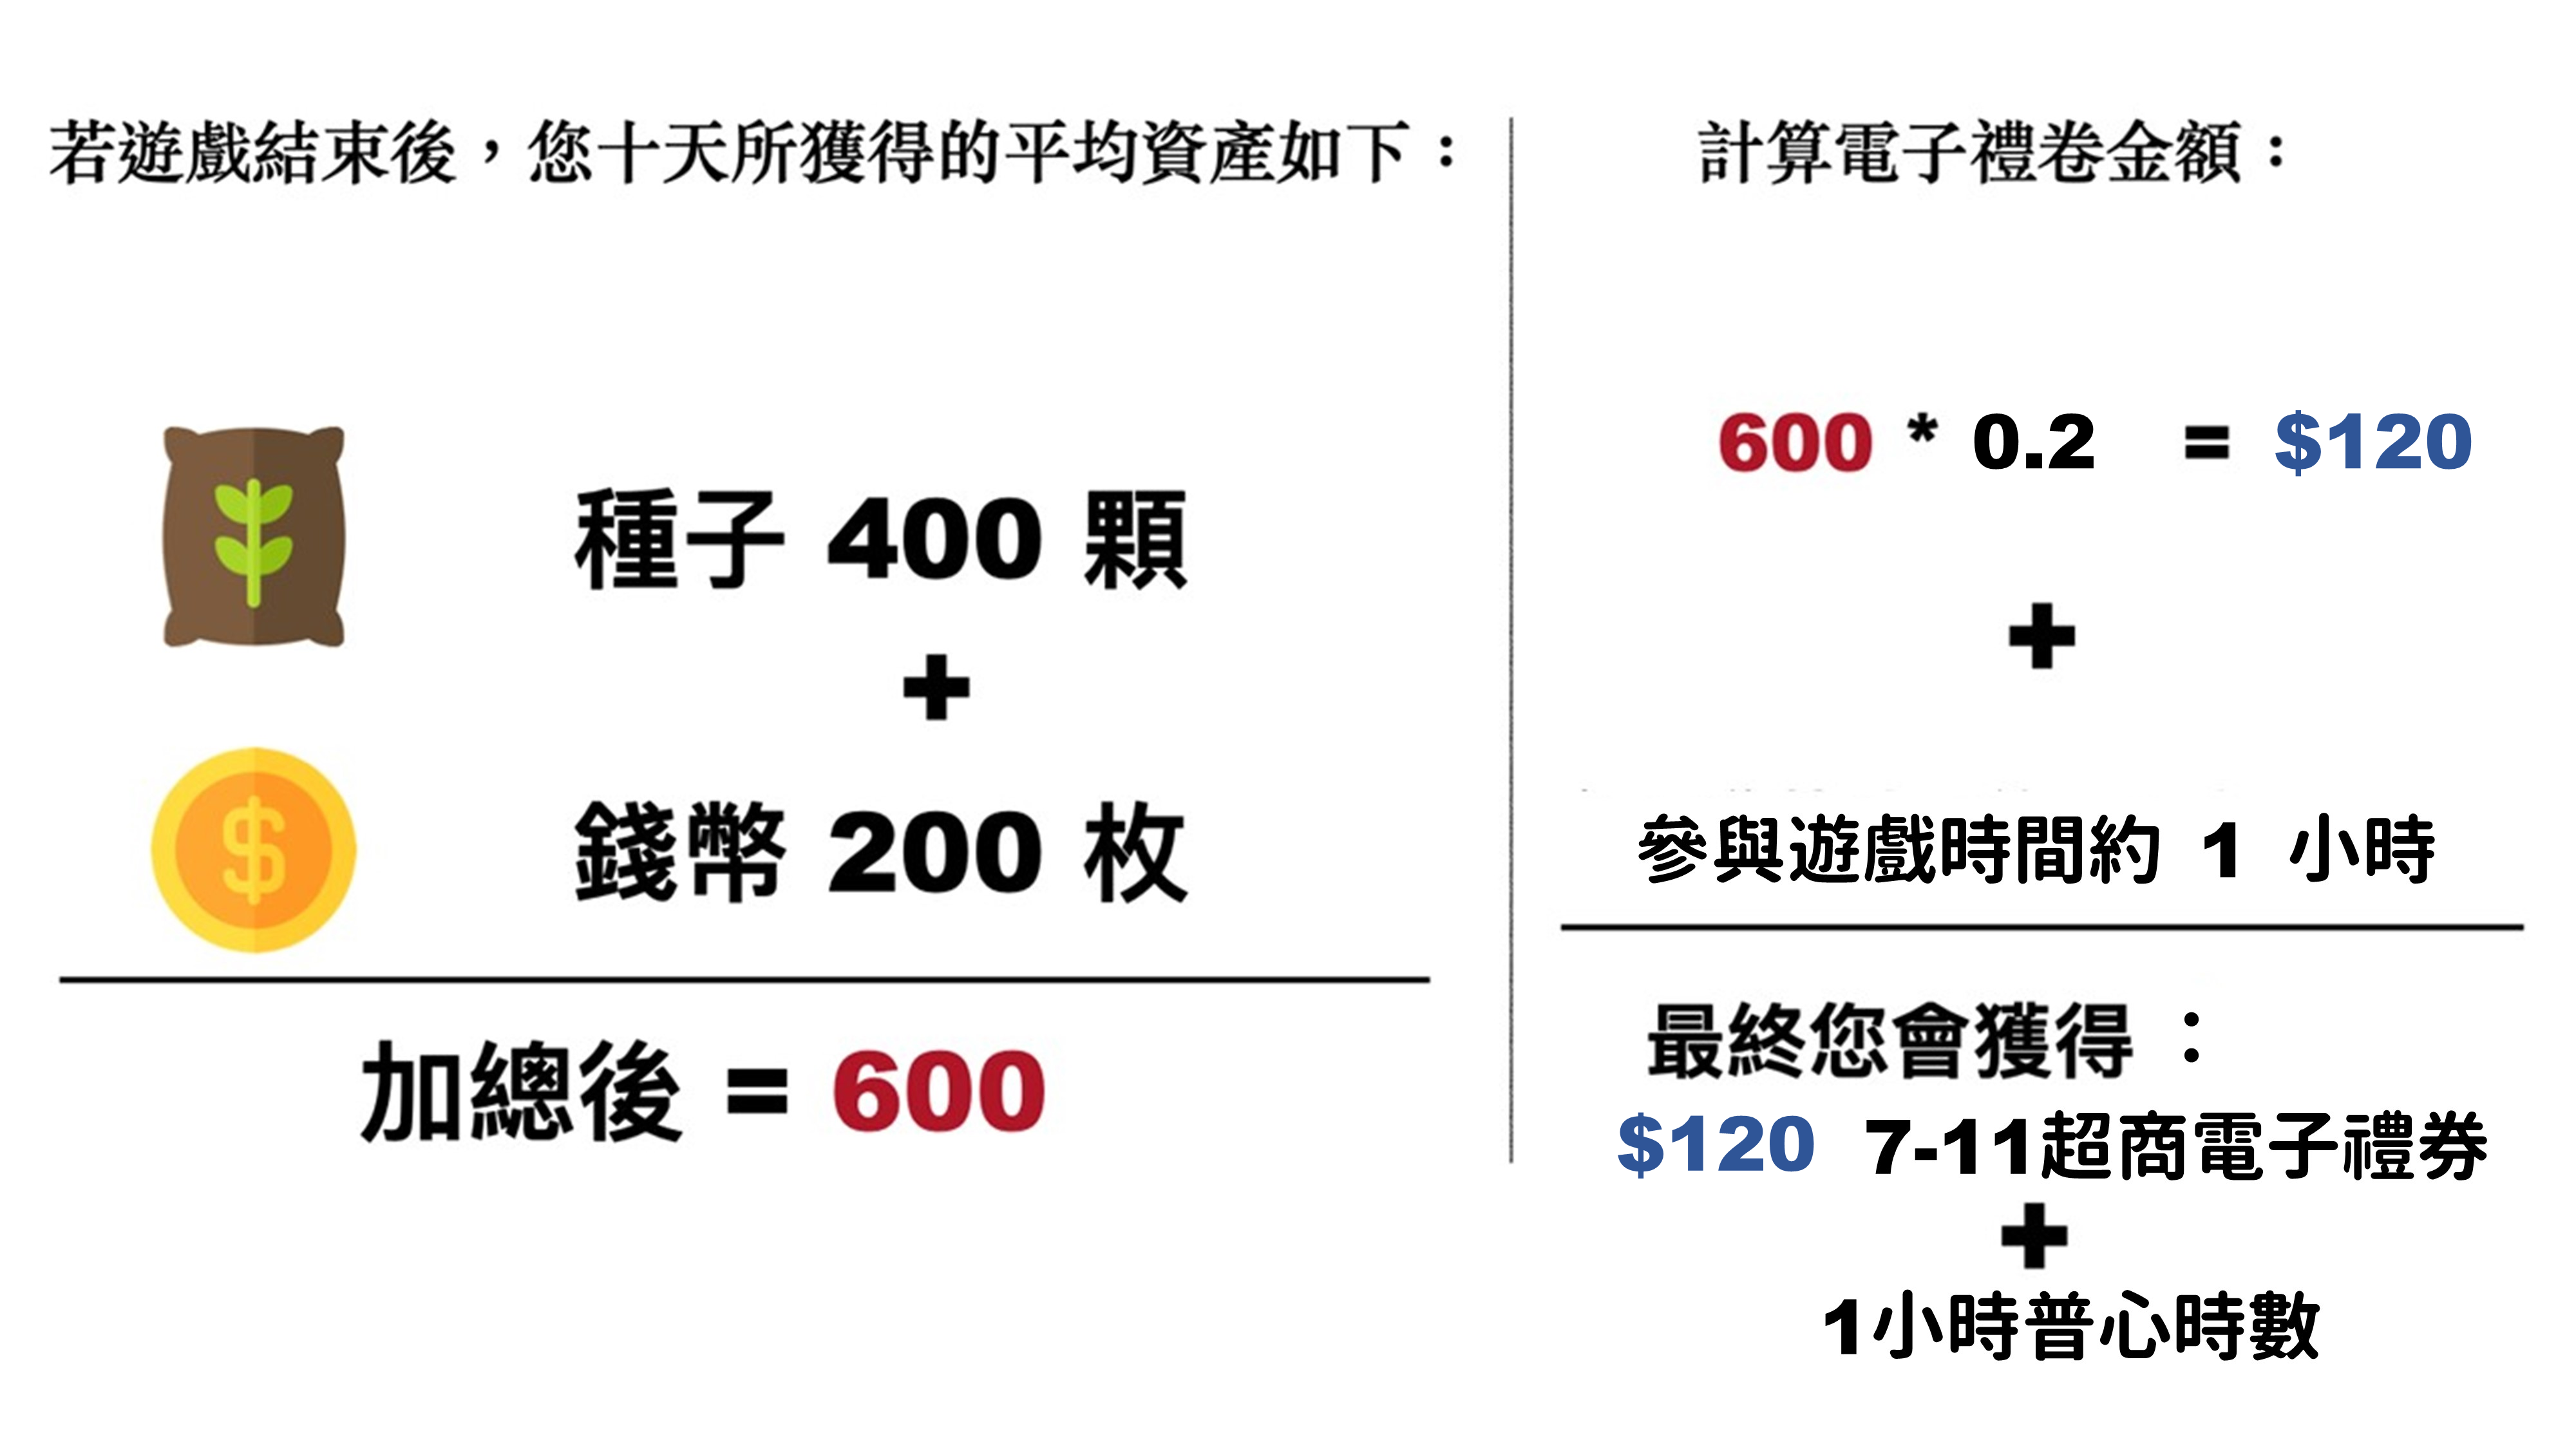 若遊戲結束後，您十天所獲得的平均資產如下：
種子 400 顆
+
錢幣 200 枚
加總後 = 600
計算電子禮卷金額：
600 * 0.2 = $120
+
參與遊戲時間約 1 小時
最終您會獲得 ：
$120 7-11超商電子禮券
+
1小時普心時數